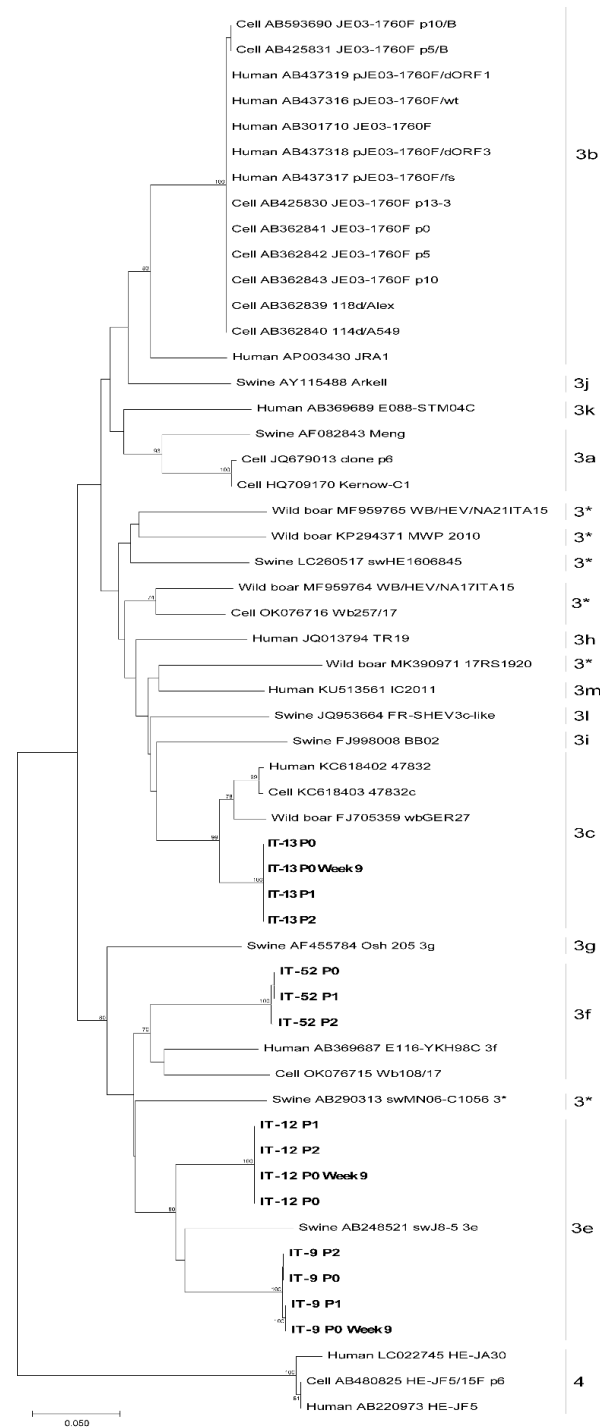 Cell AB593690 JE03-1760F p10/B
Cell AB425831 JE03-1760F p5/B
Human AB437319 pJE03-1760F/dORF1
Human AB437316 pJE03-1760F/wt
Human AB301710 JE03-1760F
Human AB437318 pJE03-1760F/dORF3
3b
Human AB437317 pJE03-1760F/fs
100
Cell AB425830 JE03-1760F p13-3
Cell AB362841 JE03-1760F p0
Cell AB362842 JE03-1760F p5
Cell AB362843 JE03-1760F p10
Cell AB362839 118d/Alex
Cell AB362840 114d/A549
Human AP003430 JRA1
Swine AY115488 Arkell 3j
Human AB369689 E088-STM04C 3k
Swine AF082843 Meng
93
3a
Cell JQ679013 clone p6
100
Cell HQ709170 Kernow-C1
Wild boar MF959765 WB/HEV/NA21ITA15 3*
Wild boar KP294371 MWP 2010 3*
Swine LC260517 swHE1606845 3*
Wild boar MF959764 WB/HEV/NA17ITA15
3*
Cell OK076716 Wb257/17
Human JQ013794 TR19 3h
Wild boar MK390971 17RS1920 3*
Human KU513561 IC2011 3m
Swine JQ953664 FR-SHEV3c-like 3l
Swine FJ998008 BB02 3i
Human KC618402 47832
99
Cell KC618403 47832c
78
Wild boar FJ705359 wbGER27
3c
99
IT-13 P0
IT-13 P0 Week 9
100
IT-13 P1
IT-13 P2
Swine AF455784 Osh 205 3g 3g
IT-52 P0
IT-52 P1
100
3f
IT-52 P2
70
Human AB369687 E116-YKH98C 3f
Cell OK076715 Wb108/17
Swine AB290313 swMN06-C1056 3* 3*
IT-12 P1
IT-12 P2
100
IT-12 P0 Week 9
IT-12 P0
Swine AB248521 swJ8-5 3e 3e
IT-9 P2
IT-9 P0
100
IT-9 P1
100
IT-9 P0 Week 9
Human LC022745 HE-JA30
100
Cell AB480825 HE-JF5/15F p6 4
Human AB220973 HE-JF5
0.050